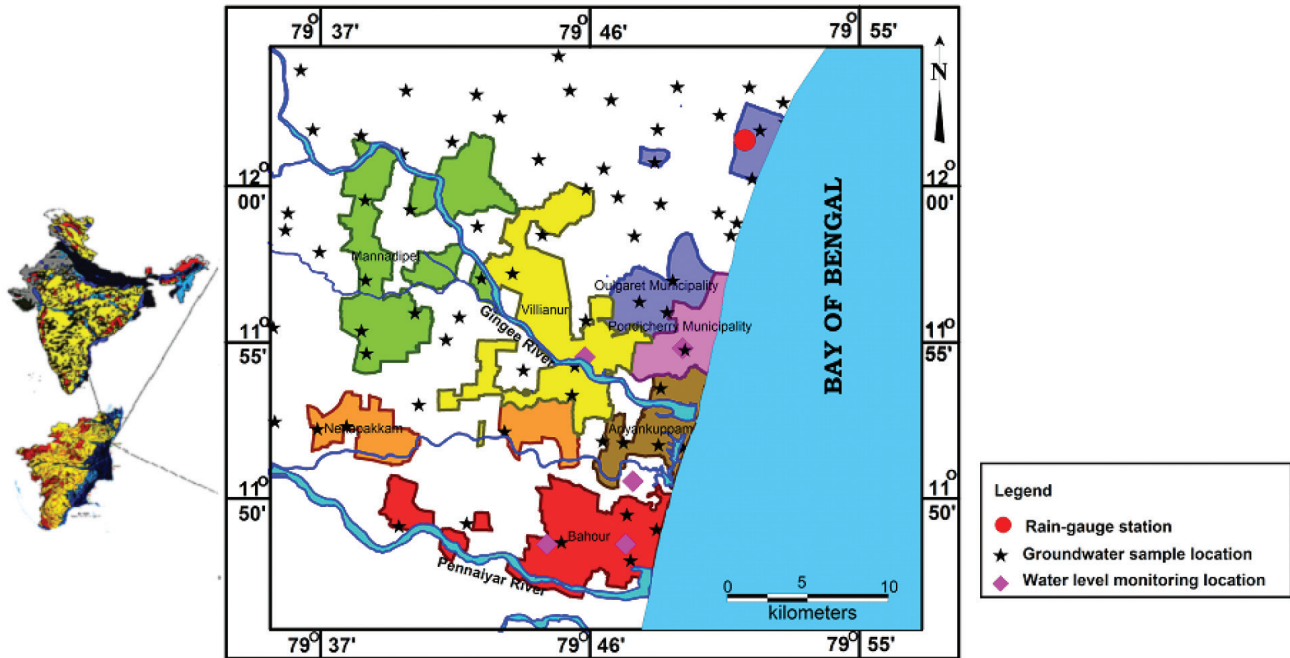 79° 37' 79° 46' 79° 55'
N
12° 00' 12° 00'
Mannadipet
Oulgaret Municipality
Villianur
Pondicherry Municipality
Gingee River
11° 55' 11° 55'
BAY OF BENGAL
Nettapakkam
Ariyankuppam
11° 50' 11° 50'
Bahour
Pennaiyar River
0 5 10
kilometers
79° 37' 79° 46' 79° 55'
Legend
Rain-gauge station
Groundwater sample location
Water level monitoring location